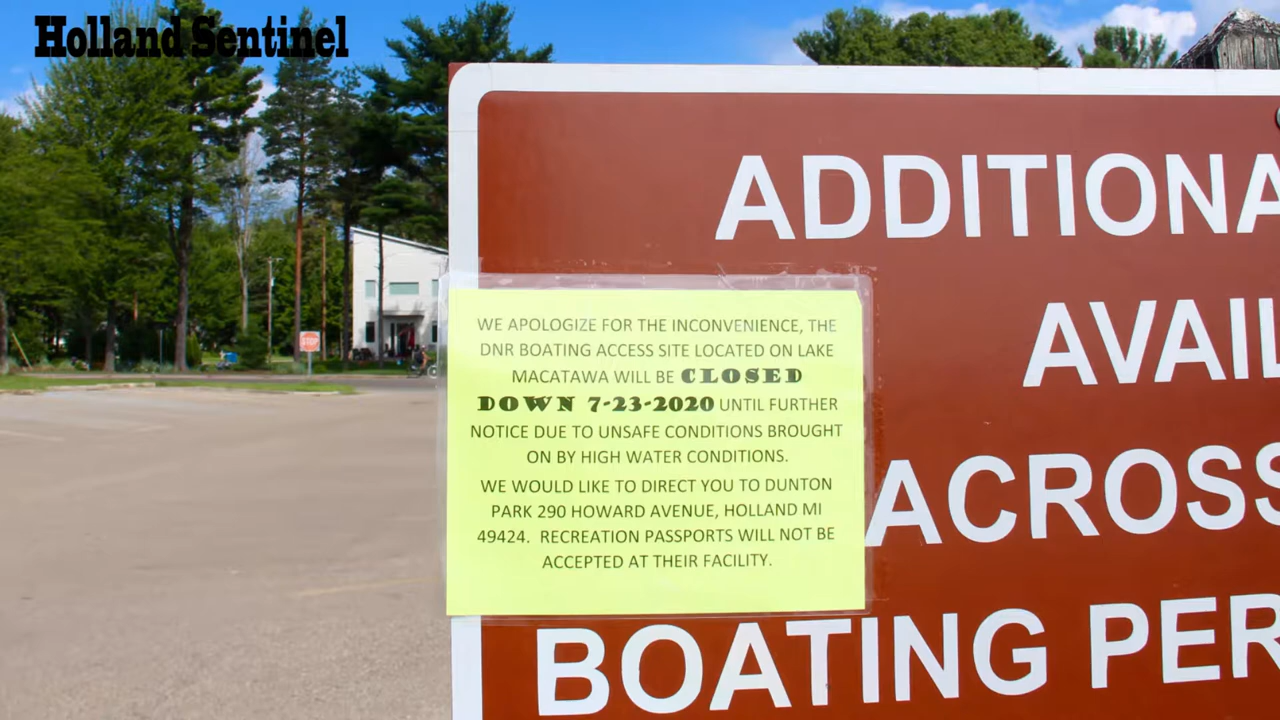 Holland Sentinel
STOP
ADDITIONA
AVAIL
ACROSS
BOATING PER
WE APOLOGIZE FOR THE INCONVENIENCE, THE
DNR BOATING ACCESS SITE LOCATED ON LAKE
MACATAWA WILL BE CLOSED
DOWN 7-23-2020 UNTIL FURTHER
NOTICE DUE TO UNSAFE CONDITIONS BROUGHT
ON BY HIGH WATER CONDITIONS.
WE WOULD LIKE TO DIRECT YOU TO DUNTON
PARK 290 HOWARD AVENUE, HOLLAND MI
49424. RECREATION PASSPORTS WILL NOT BE
ACCEPTED AT THEIR FACILITY.